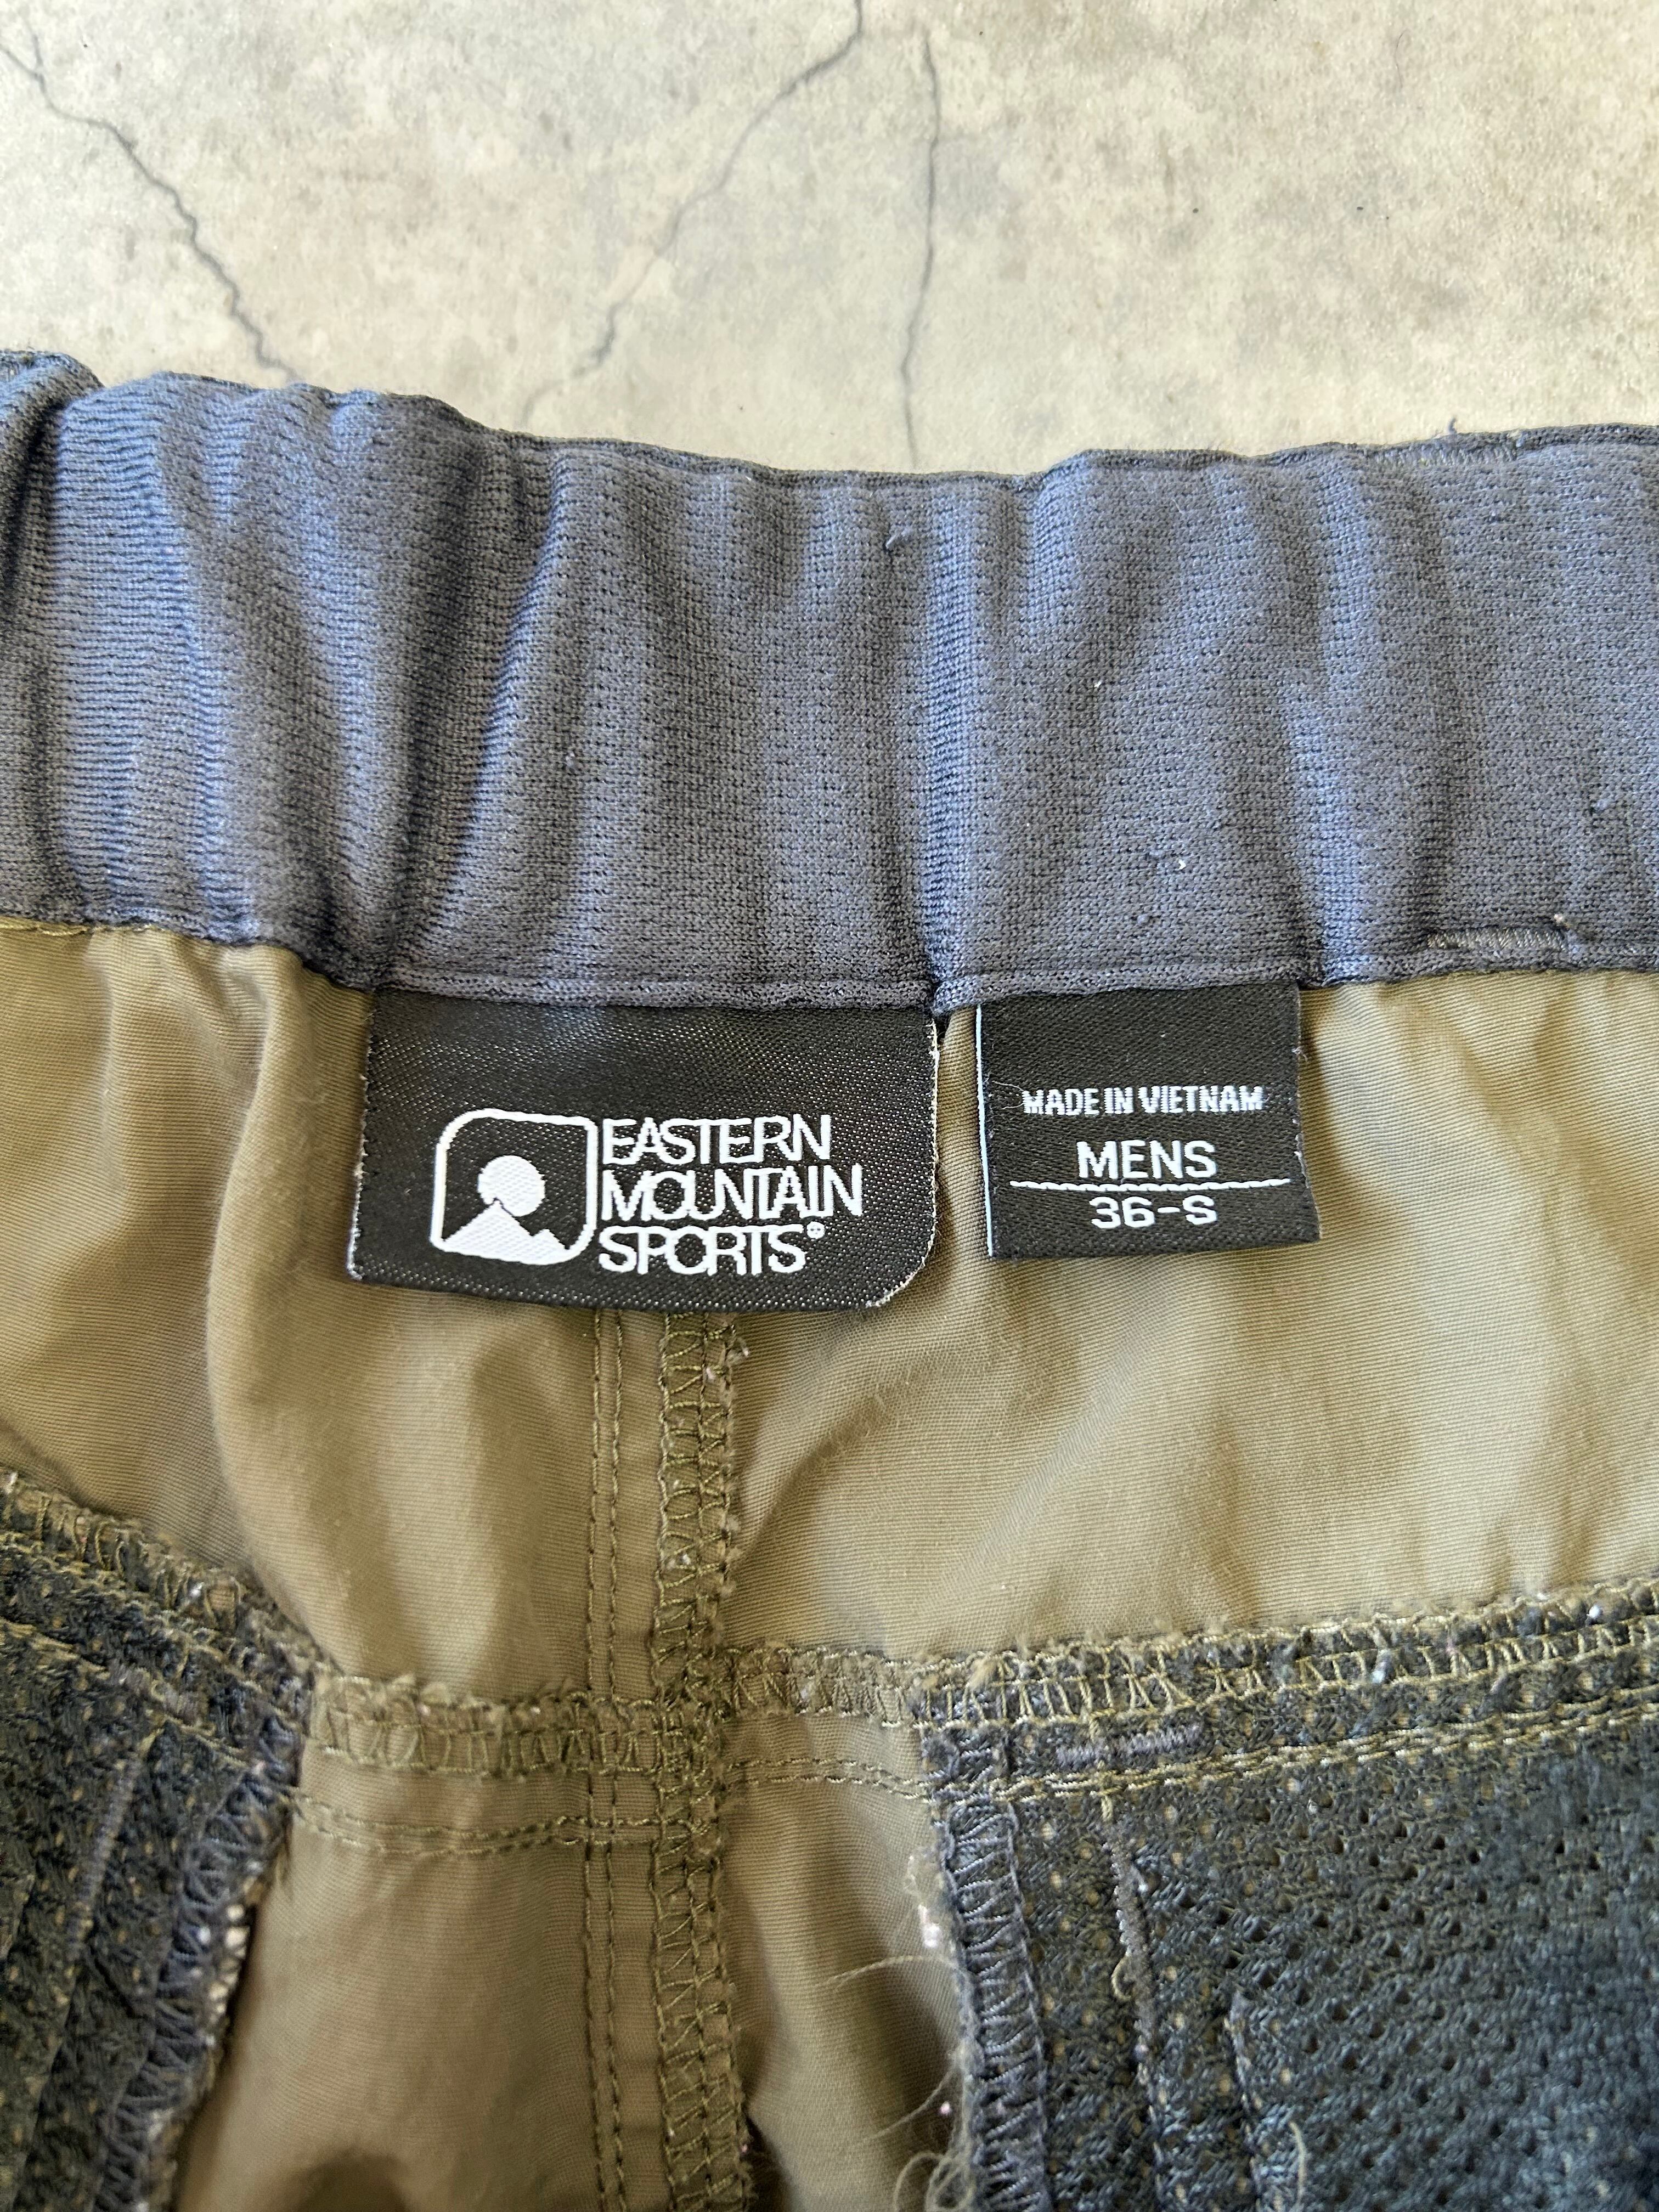 EASTERN
MOUNTAIN
SPORTS®
MADE IN VIETNAM
MENS
36-S